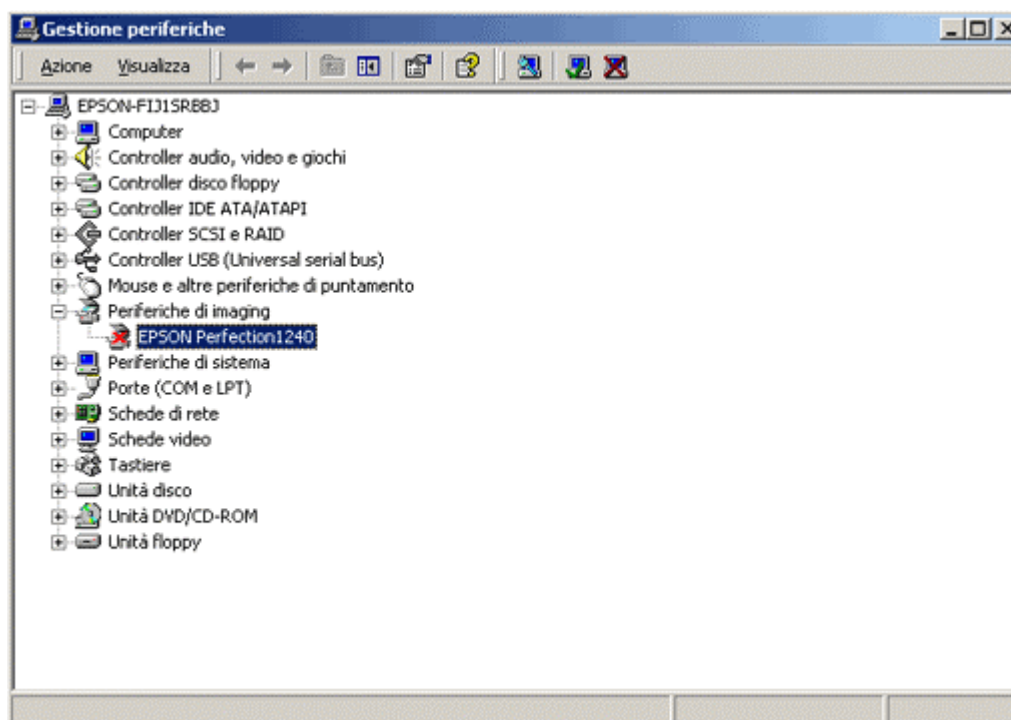 Gestione periferiche
Azione Visualizza
EPSON-FIJ1SRBBJ
Computer
Controller audio, video e giochi
Controller disco floppy
Controller IDE ATA/ATAPI
Controller SCSI e RAID
Controller USB (Universal serial bus)
Mouse e altre periferiche di puntamento
Periferiche di imaging
EPSON Perfection1240
Periferiche di sistema
Porte (COM e LPT)
Schede di rete
Schede video
Tastiere
Unità disco
Unità DVD/CD-ROM
Unità floppy